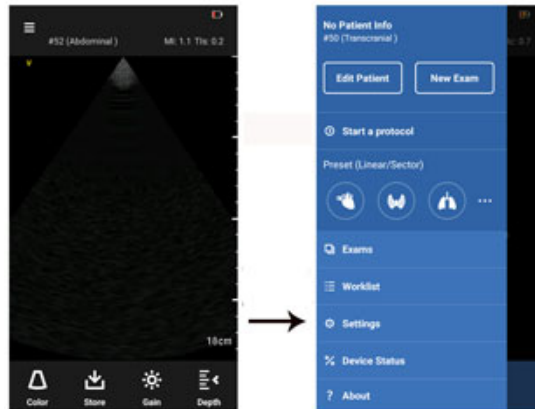 #52 (Abdominal ) MI: 1.1 TIs: 0.2
V
18cm
Color Store Gain Depth
No Patient Info
#50 (Transcranial )
Edit Patient New Exam
Start a protocol
Preset (Linear/Sector)
Exams
Worklist
Settings
Device Status
? About